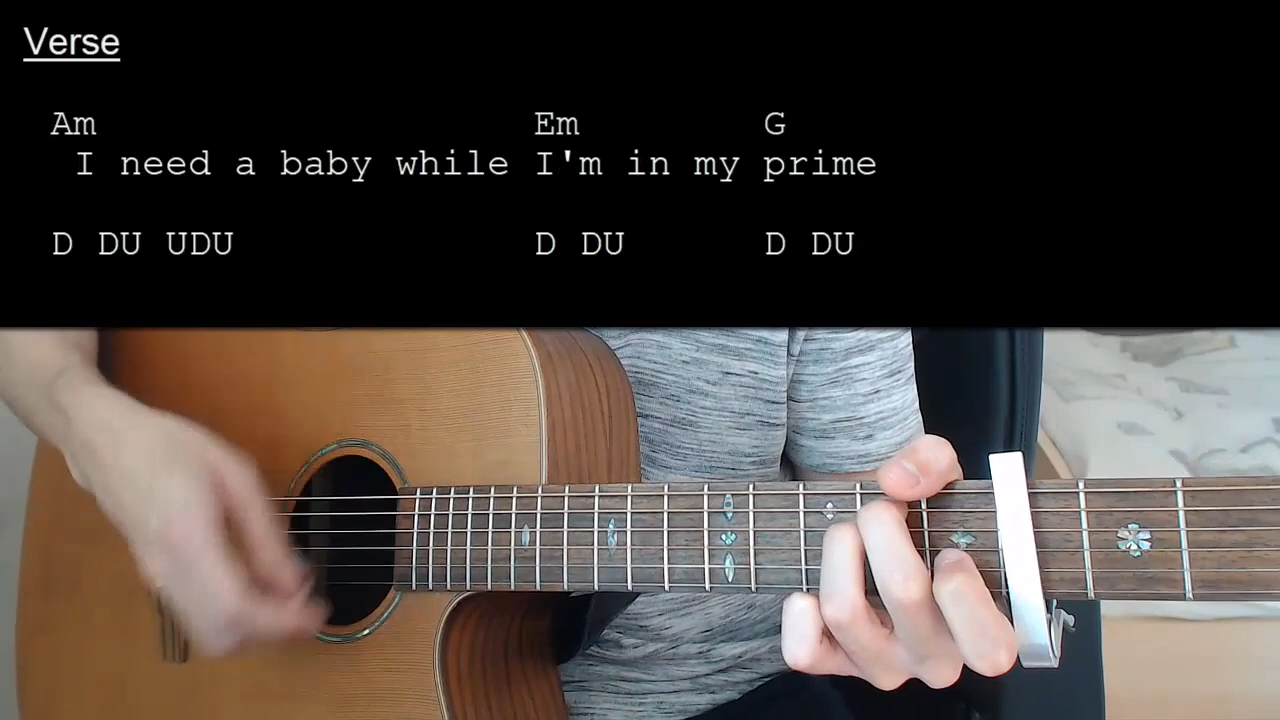 Verse
Am Em G
I need a baby while I'm in my prime
D DU UDU D DU D DU